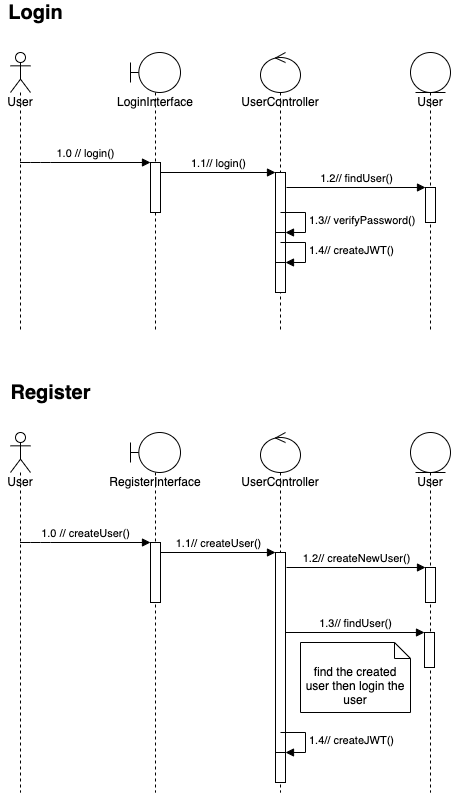 Login
User
LoginInterface
UserController
User
1.0 // login()
1.1// login()
1.2// findUser()
1.3// verifyPassword()
1.4// createJWT()
Register
User
RegisterInterface
UserController
User
1.0 // createUser()
1.1// createUser()
1.2// createNewUser()
1.3// findUser()
find the created
user then login the
user
1.4// createJWT()